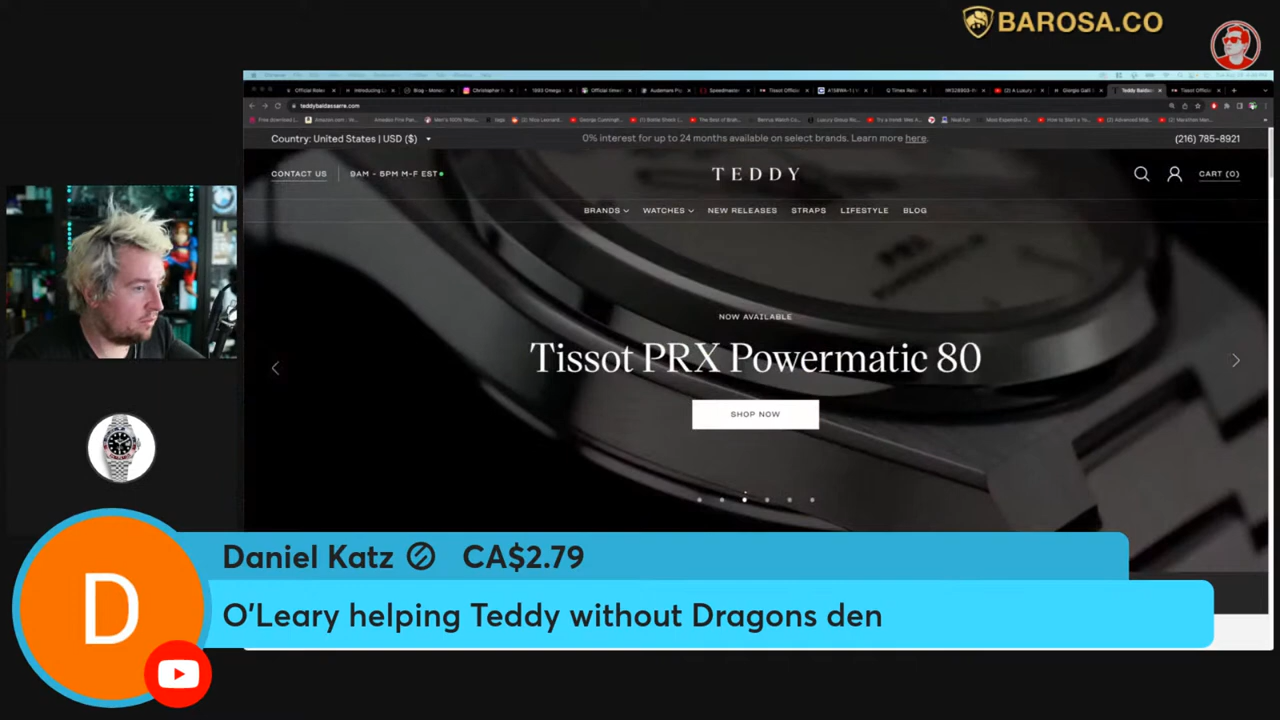 BAROSA.CO
teddybaldassarre.com
Country: United States | USD ($)
0% interest for up to 24 months available on select brands. Learn more here.
(216) 785-8921
CONTACT US
9AM - 5PM M-F EST
TEDDY
CART (0)
BRANDS
WATCHES
NEW RELEASES
STRAPS
LIFESTYLE
BLOG
NOW AVAILABLE
Tissot PRX Powermatic 80
SHOP NOW
Daniel Katz CA$2.79
D
O'Leary helping Teddy without Dragons den